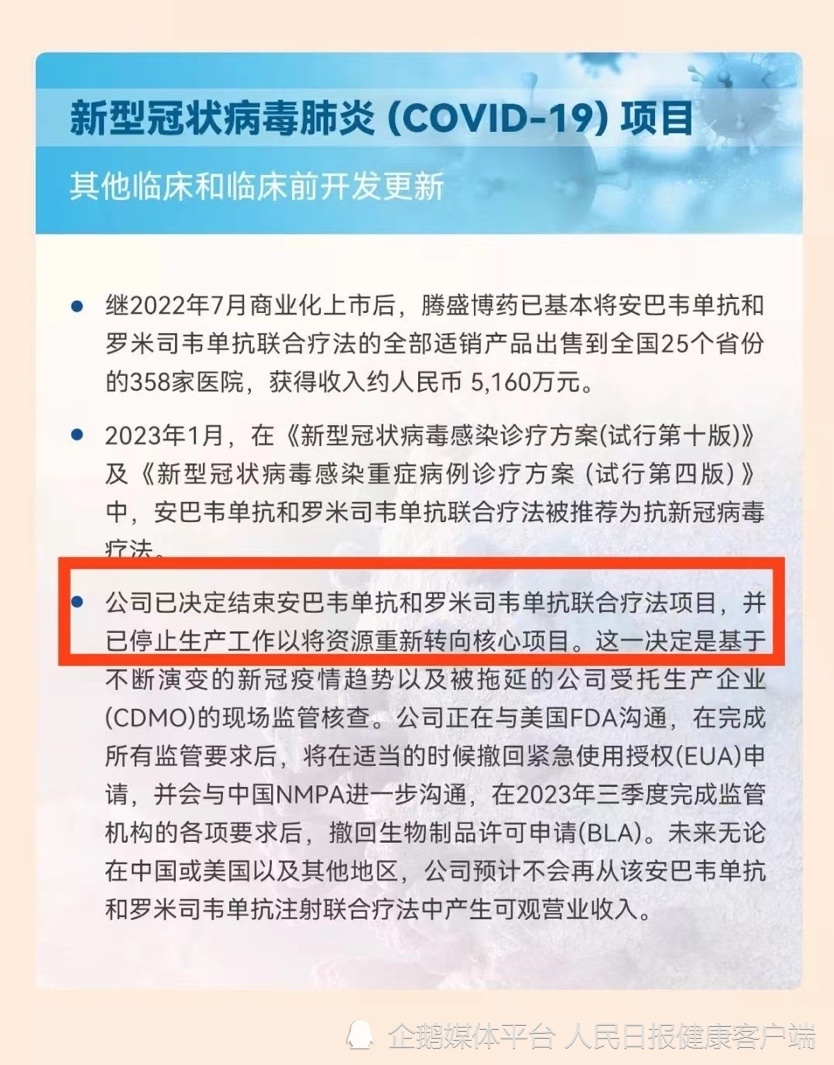 新型冠状病毒肺炎 (COVID-19) 项目
其他临床和临床前开发更新
继2022年7月商业化上市后，腾盛博药已基本将安巴韦单抗和
罗米司韦单抗联合疗法的全部适销产品出售到全国25个省份
的358家医院，获得收入约人民币 5,160万元。
2023年1月，在《新型冠状病毒感染诊疗方案(试行第十版)》
及《新型冠状病毒感染重症病例诊疗方案 (试行第四版) 》
中，安巴韦单抗和罗米司韦单抗联合疗法被推荐为抗新冠病毒
疗法。
公司已决定结束安巴韦单抗和罗米司韦单抗联合疗法项目，并
已停止生产工作以将资源重新转向核心项目。这一决定是基于
不断演变的新冠疫情趋势以及被拖延的公司受托生产企业
(CDMO)的现场监管核查。公司正在与美国FDA沟通，在完成
所有监管要求后，将在适当的时候撤回紧急使用授权(EUA)申
请，并会与中国NMPA进一步沟通，在2023年三季度完成监管
机构的各项要求后，撤回生物制品许可申请(BLA)。未来无论
在中国或美国以及其他地区，公司预计不会再从该安巴韦单抗
和罗米司韦单抗注射联合疗法中产生可观营业收入。
企鹅媒体平台 人民日报健康客户端